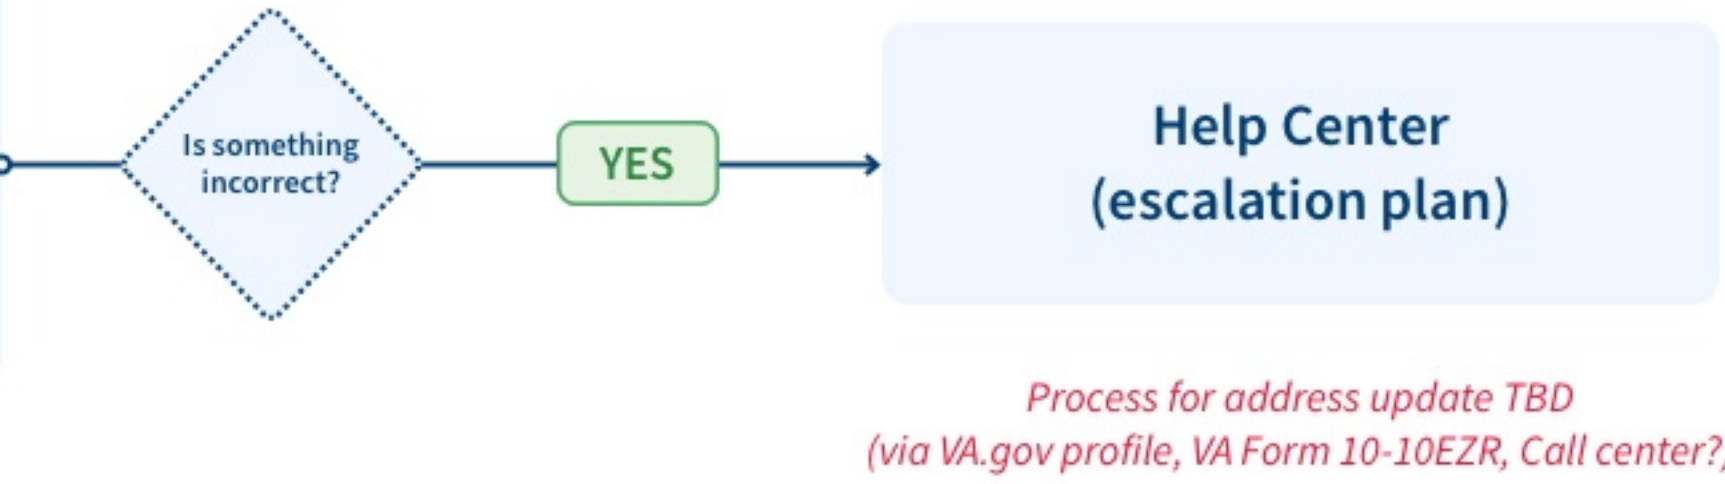 Is something
incorrect?
YES
Help Center
(escalation plan)
Process for address update TBD
(via VA.gov profile, VA Form 10-10EZR, Call center?)